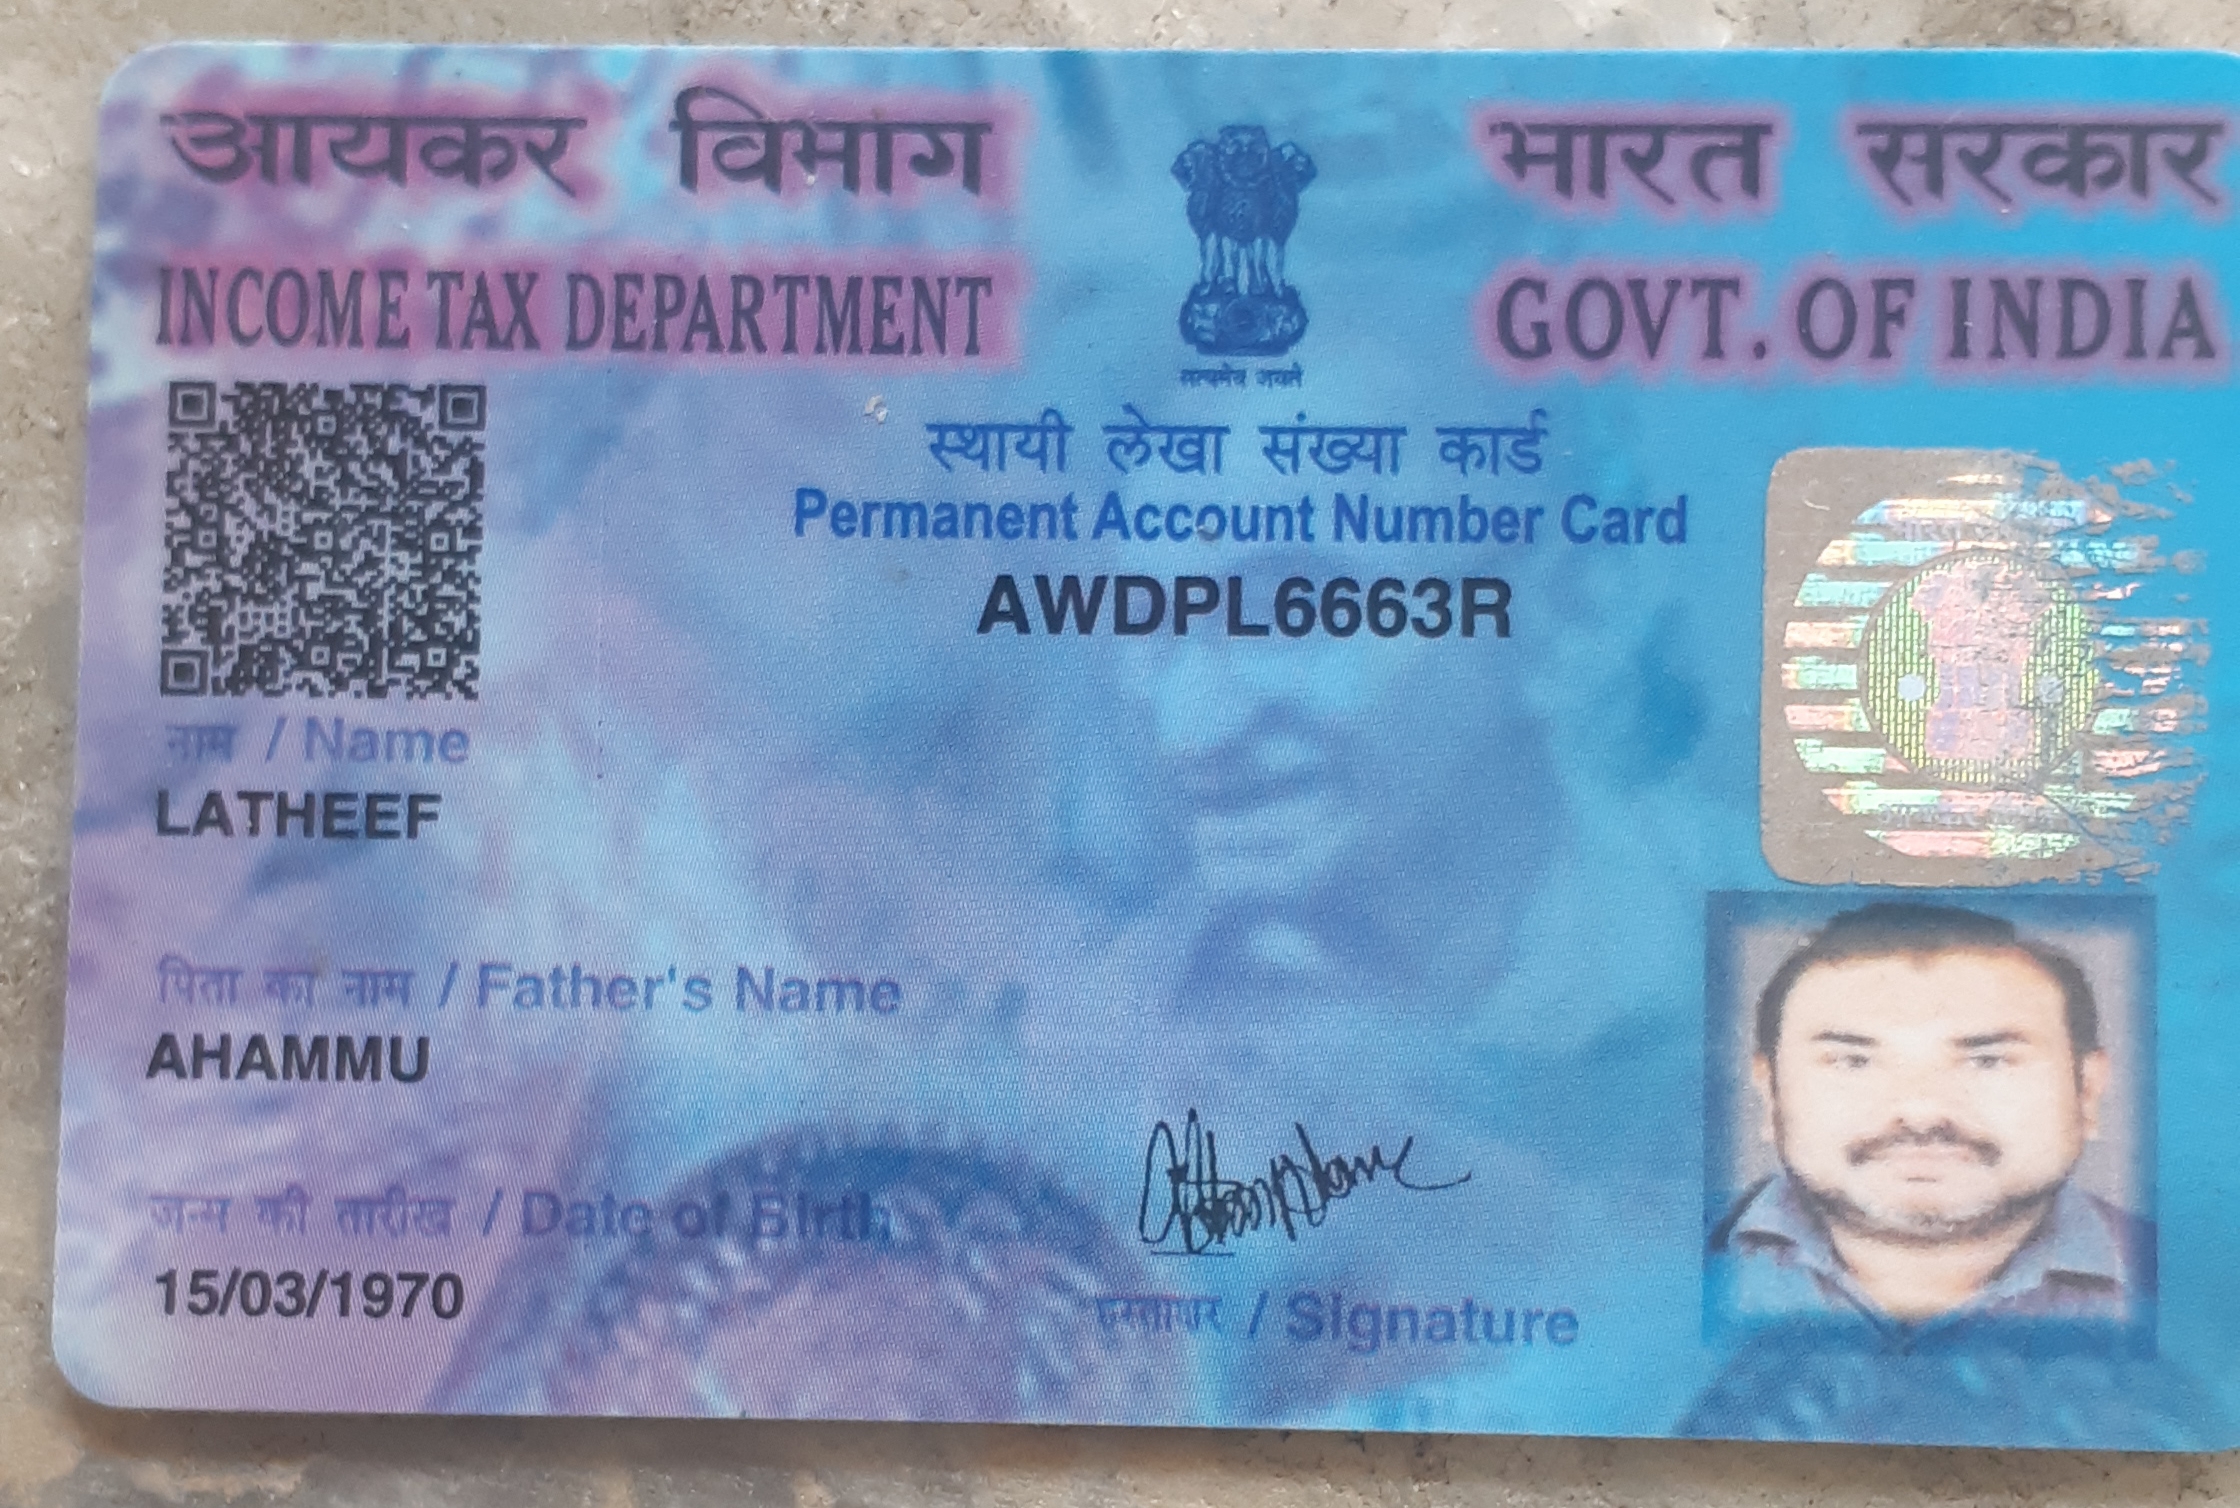 आयकर विभाग
भारत सरकार
INCOME TAX DEPARTMENT
GOVT. OF INDIA
सत्यमेव जयते
स्थायी लेखा संख्या कार्ड
Permanent Account Number Card
AWDPL6663R
नाम / Name
LATHEEF
पिता का नाम / Father's Name
AHAMMU
जन्म की तारीख / Date of Birth
15/03/1970
हस्ताक्षर / Signature